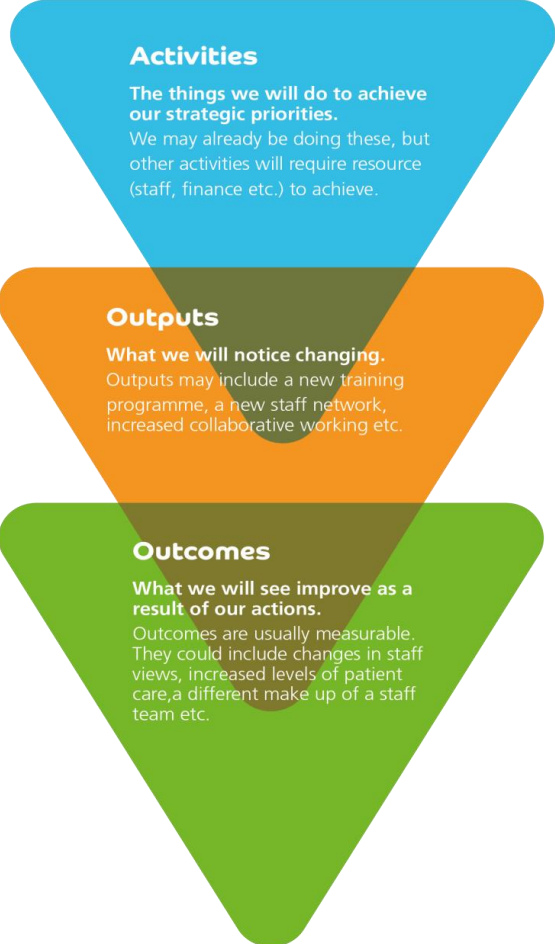 Activities
The things we will do to achieve
our strategic priorities.
We may already be doing these, but
other activities will require resource
(staff, finance etc.) to achieve.
Outputs
What we will notice changing.
Outputs may include a new training
programme, a new staff network,
increased collaborative working etc.
Outcomes
What we will see improve as a
result of our actions.
Outcomes are usually measurable.
They could include changes in staff
views, increased levels of patient
care,a different make up of a staff
team etc.